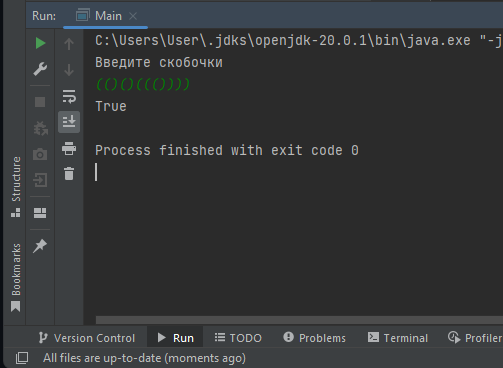 Run: Main
C:\Users\User\.jdks\openjdk-20.0.1\bin\java.exe "-j
Введите скобочки
(()()((())))
True
Process finished with exit code 0
Structure
Bookmarks
Version Control Run TODO Problems Terminal Profiler
All files are up-to-date (moments ago)